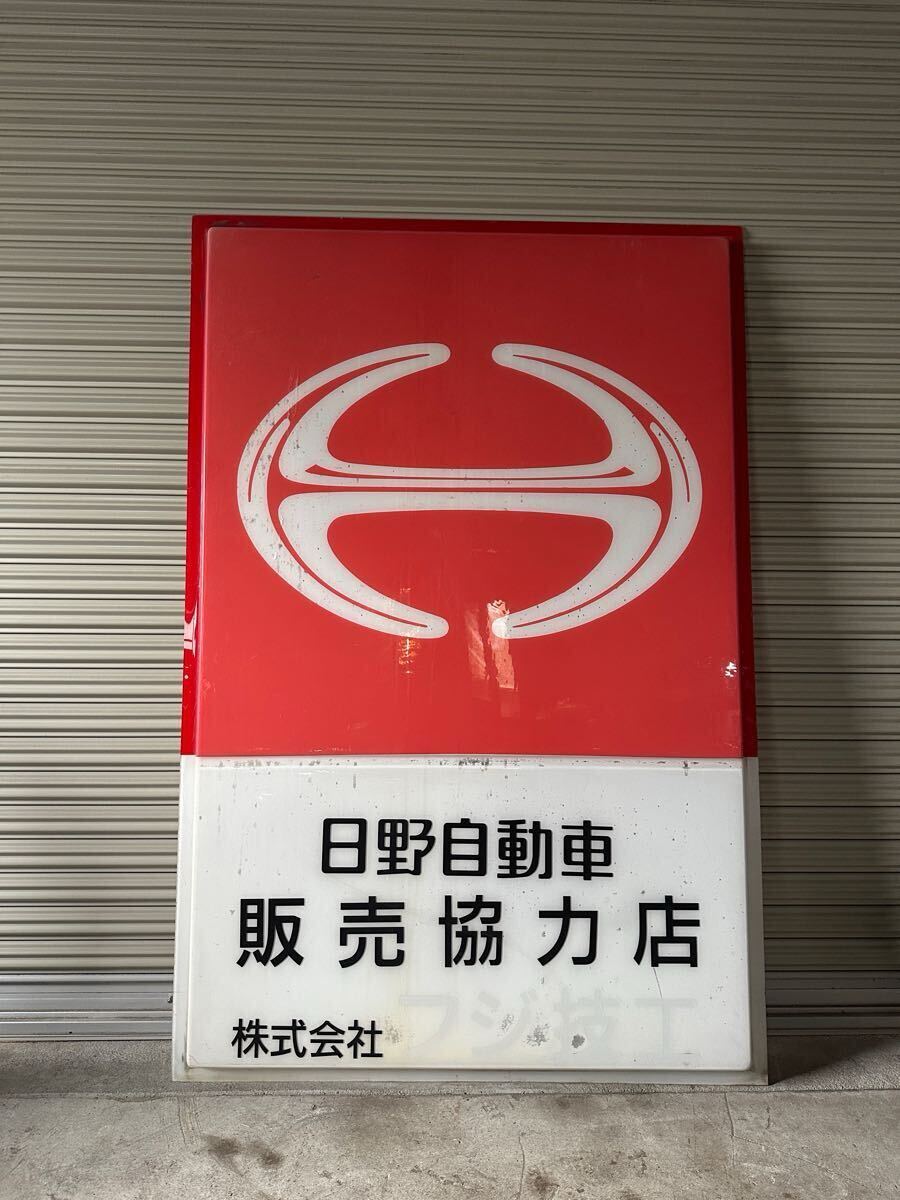 日野自動車
販売協力店
株式会社 フジ技工